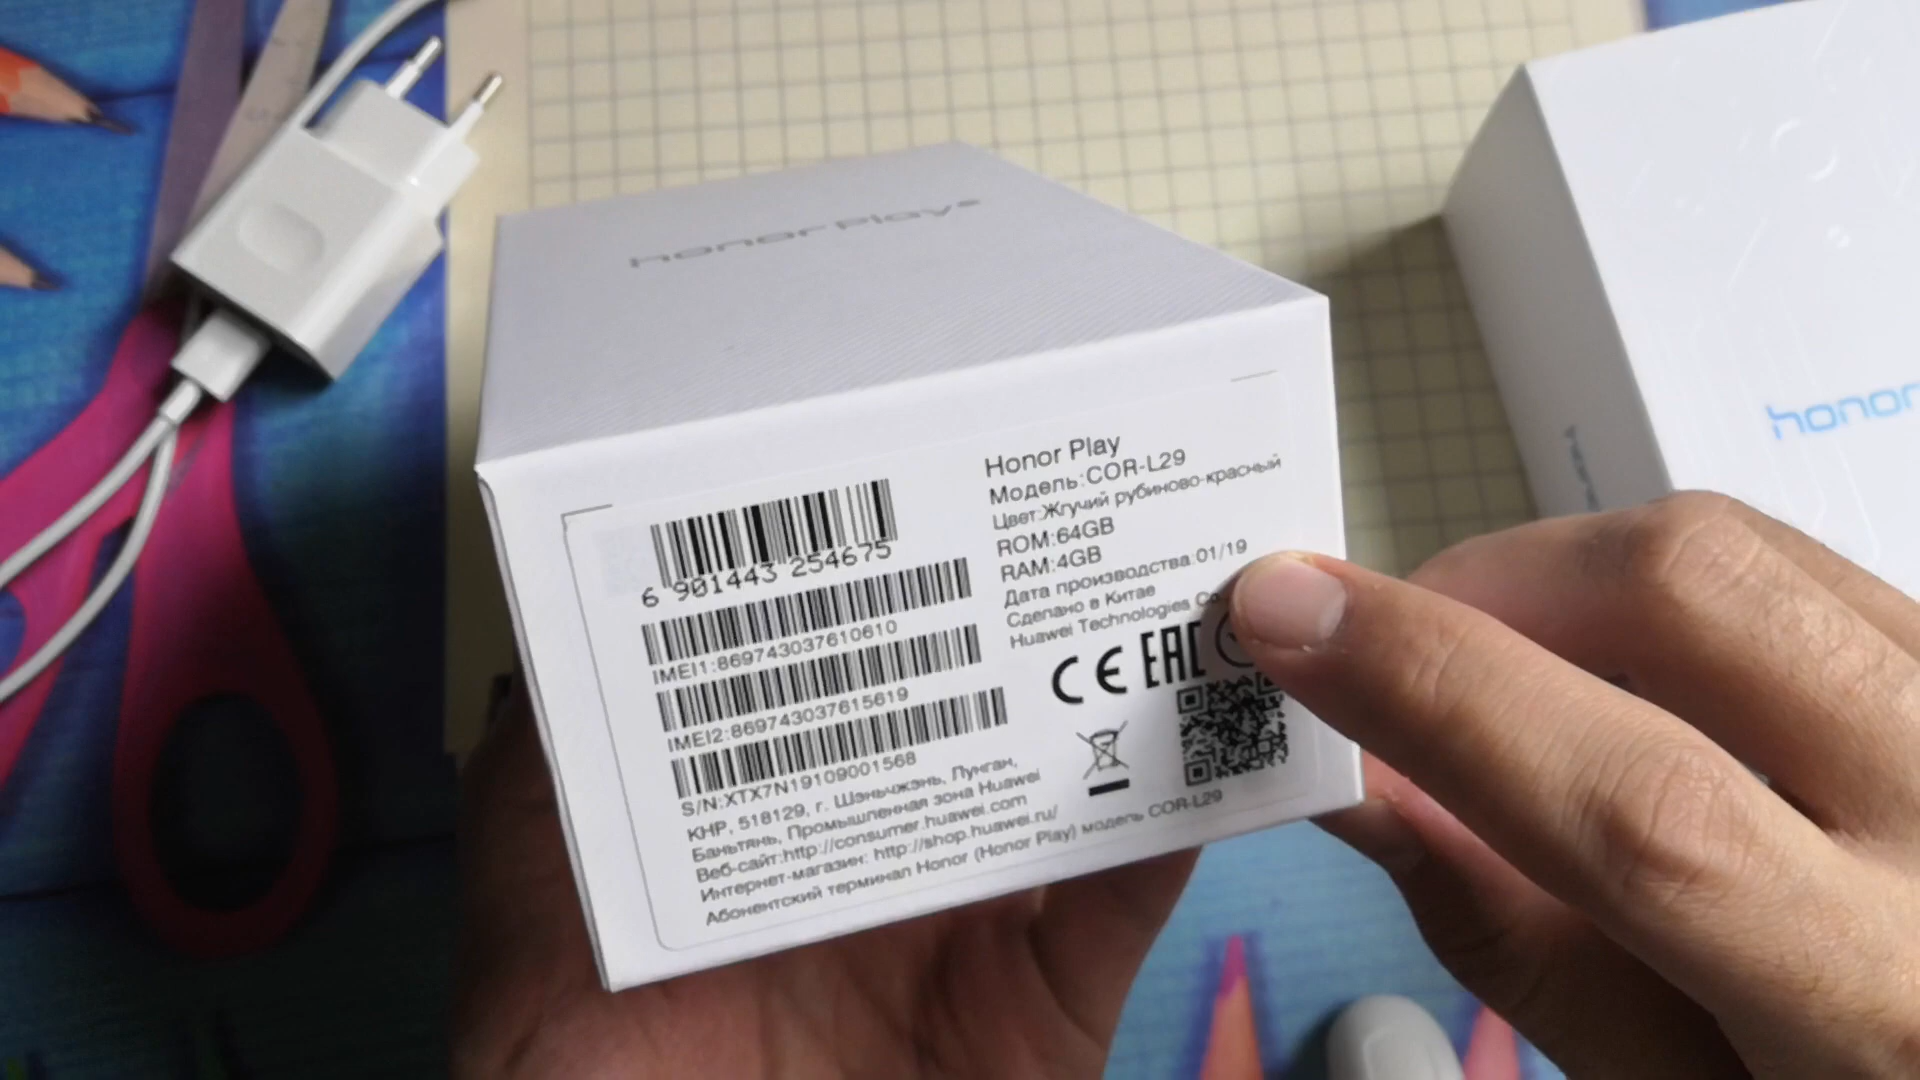 honor Play
honor
honor
Honor Play
Модель:COR-L29
Цвет:Жгучий рубиново-красный
ROM:64GB
RAM:4GB
Дата производства:01/19
Сделано в Китае
Huawei Technologies Co
CE EAC
6 901443 254675
IMEI1:869743037610610
IMEI2:869743037615619
S/N:XTX7N19109001568
КНР, 518129, г. Шэньчжэнь, Лунган,
Баньтянь, Промышленная зона Huawei
Веб-сайт:http://consumer.huawei.com
Интернет-магазин: http://shop.huawei.ru/
Абонентский терминал Honor (Honor Play) модель COR-L29